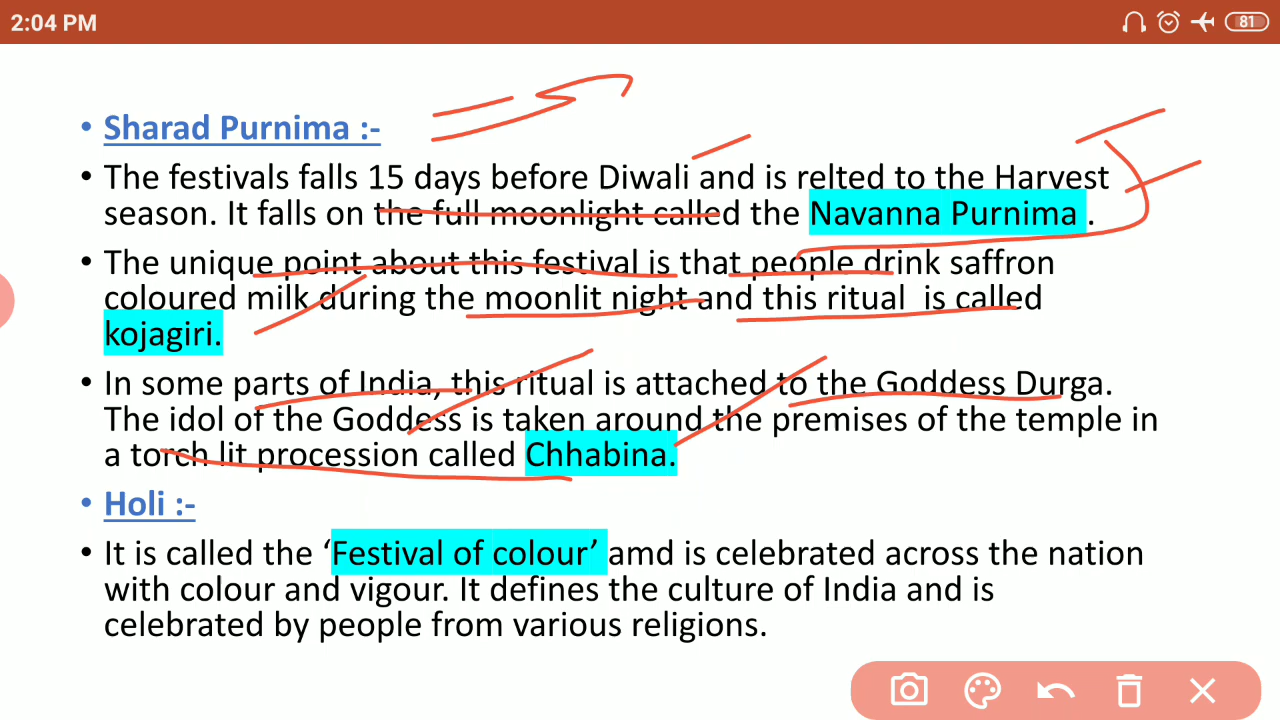 2:04 PM
81
• Sharad Purnima :-
• The festivals falls 15 days before Diwali and is relted to the Harvest
season. It falls on the full moonlight called the Navanna Purnima .
• The unique point about this festival is that people drink saffron
coloured milk during the moonlit night and this ritual is called
kojagiri.
• In some parts of India, this ritual is attached to the Goddess Durga.
The idol of the Goddess is taken around the premises of the temple in
a torch lit procession called Chhabina.
• Holi :-
• It is called the ‘Festival of colour’ amd is celebrated across the nation
with colour and vigour. It defines the culture of India and is
celebrated by people from various religions.